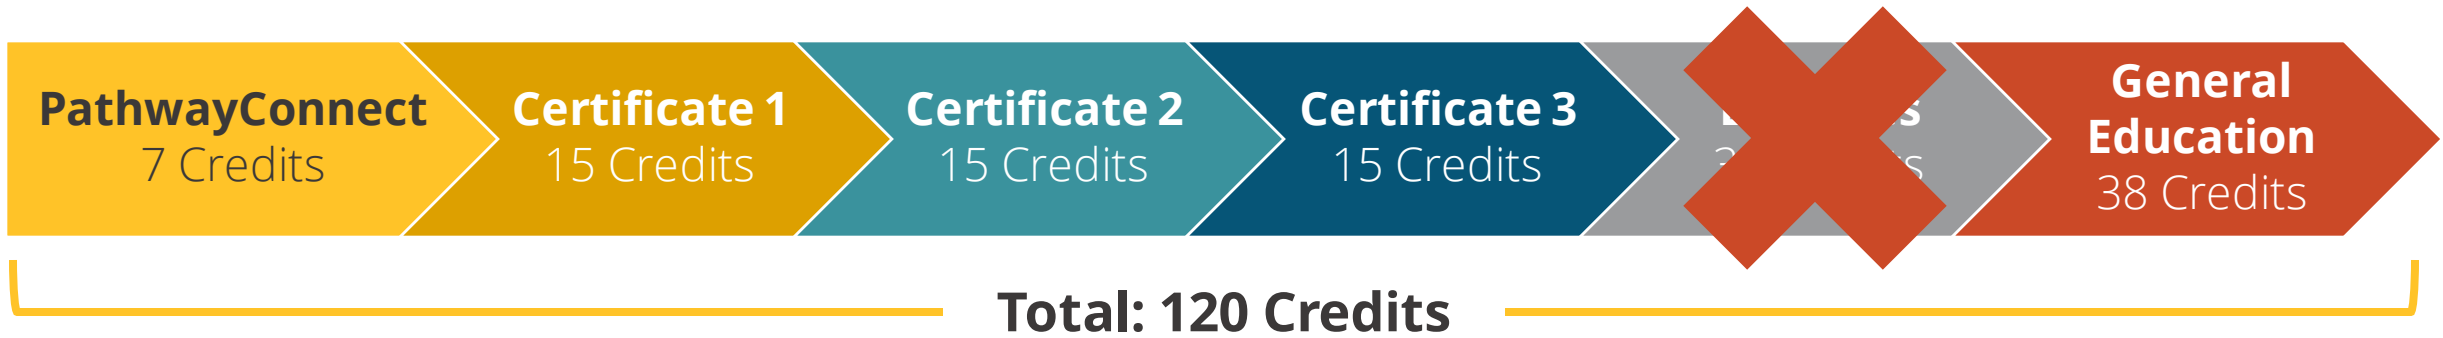 PathwayConnect
7 Credits
Certificate 1
15 Credits
Certificate 2
15 Credits
Certificate 3
15 Credits
General
Education
38 Credits
Total: 120 Credits